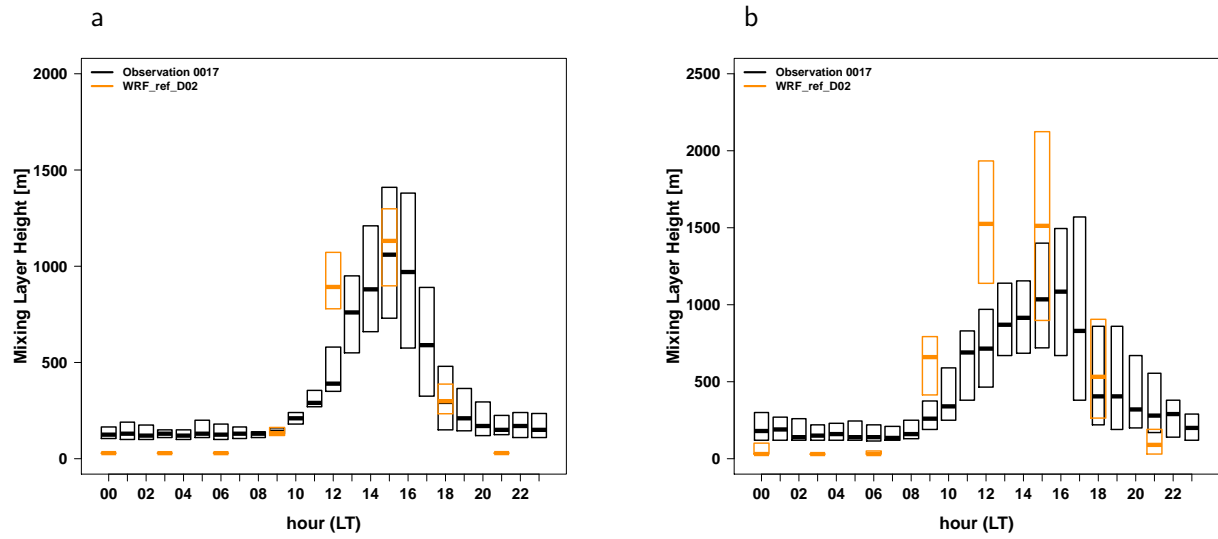 a
2000
1500
1000
500
0
Mixing Layer Height [m]
Observation 0017
WRF_ref_D02
00 02 04 06 08 10 12 14 16 18 20 22
hour (LT)
b
2500
2000
1500
1000
500
0
Mixing Layer Height [m]
Observation 0017
WRF_ref_D02
00 02 04 06 08 10 12 14 16 18 20 22
hour (LT)